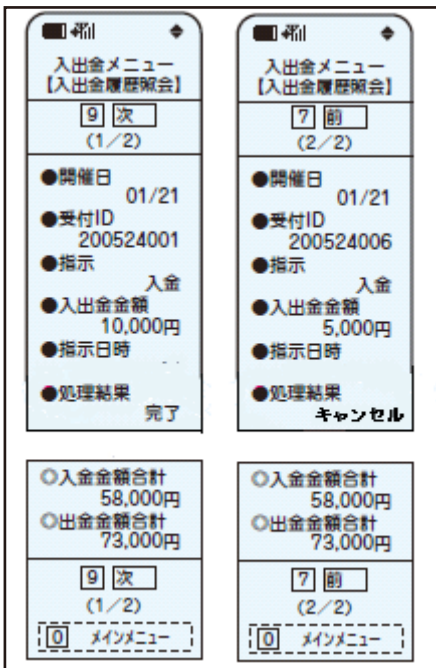 入出金メニュー
【入出金履歴照会】
9 次
(1/2)
●開催日
01/21
●受付ID
200524001
●指示
入金
●入出金金額
10,000円
●指示日時
●処理結果
完了
◎入金金額合計
58,000円
◎出金金額合計
73,000円
9 次
(1/2)
0 メインメニュー
入出金メニュー
【入出金履歴照会】
7 前
(2/2)
●開催日
01/21
●受付ID
200524006
●指示
入金
●入出金金額
5,000円
●指示日時
●処理結果
キャンセル
◎入金金額合計
58,000円
◎出金金額合計
73,000円
7 前
(2/2)
0 メインメニュー